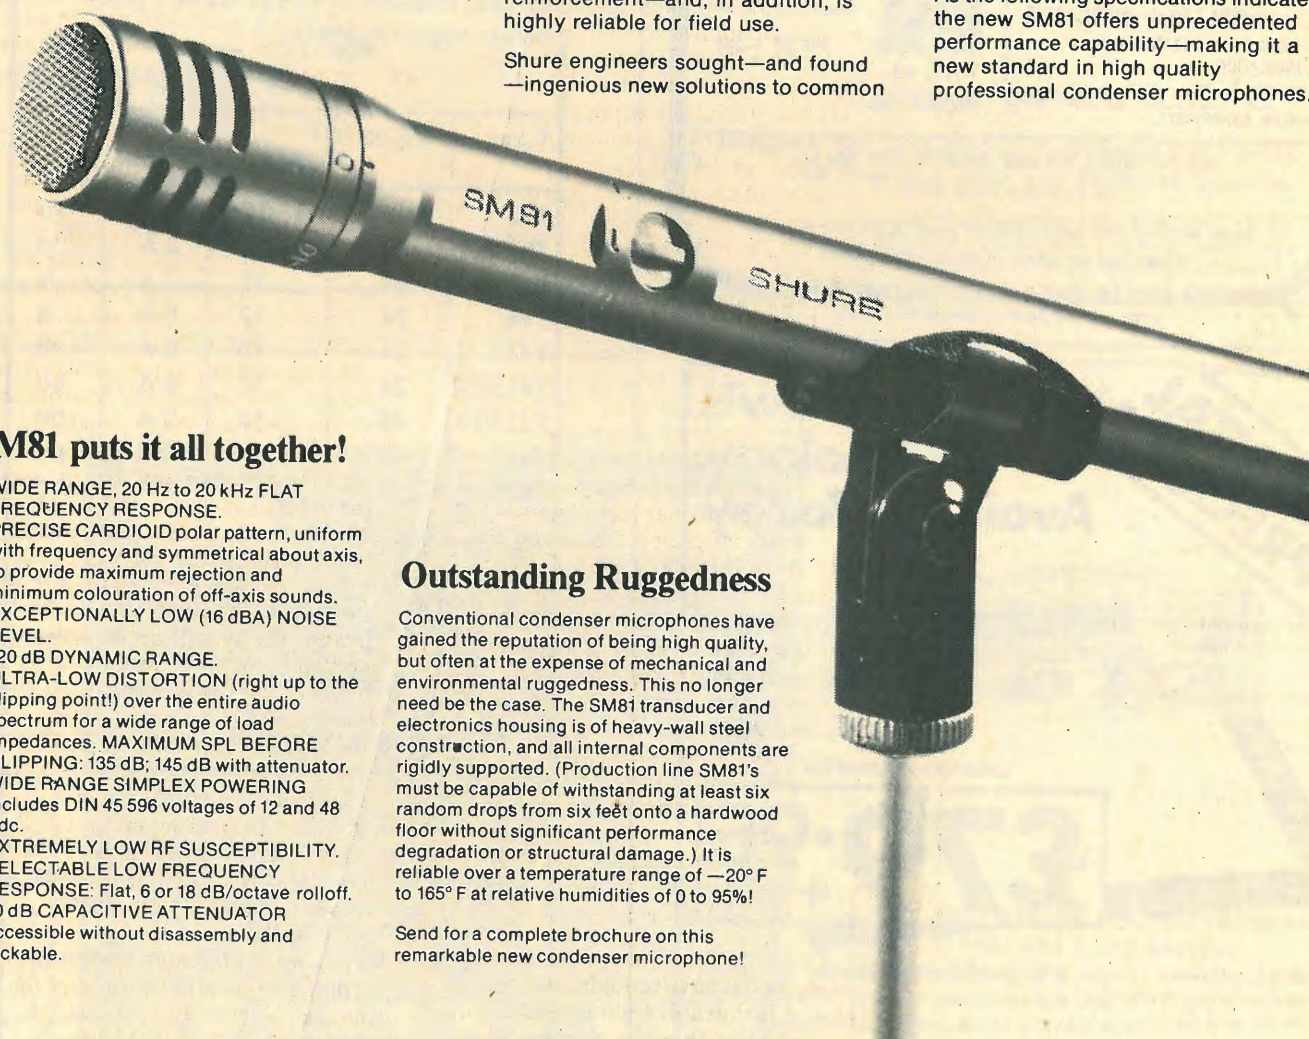 highly reliable for field use.
Shure engineers sought—and found
—ingenious new solutions to common
the new SM81 offers unprecedented
performance capability—making it a
new standard in high quality
professional condenser microphones.
SM81
SHURE
M81 puts it all together!
IDE RANGE, 20 Hz to 20 kHz FLAT
REQUENCY RESPONSE.
RECISE CARDIOID polar pattern, uniform
ith frequency and symmetrical about axis,
o provide maximum rejection and
inimum colouration of off-axis sounds.
XCEPTIONALLY LOW (16 dBA) NOISE
EVEL.
20 dB DYNAMIC RANGE.
LTRA-LOW DISTORTION (right up to the
lipping point!) over the entire audio
pectrum for a wide range of load
mpedances. MAXIMUM SPL BEFORE
LIPPING: 135 dB; 145 dB with attenuator.
IDE RANGE SIMPLEX POWERING
cludes DIN 45 596 voltages of 12 and 48
dc.
XTREMELY LOW RF SUSCEPTIBILITY.
ELECTABLE LOW FREQUENCY
ESPONSE: Flat, 6 or 18 dB/octave rolloff.
0 dB CAPACITIVE ATTENUATOR
ccessible without disassembly and
ckable.
Outstanding Ruggedness
Conventional condenser microphones have
gained the reputation of being high quality,
but often at the expense of mechanical and
environmental ruggedness. This no longer
need be the case. The SM81 transducer and
electronics housing is of heavy-wall steel
construction, and all internal components are
rigidly supported. (Production line SM81's
must be capable of withstanding at least six
random drops from six feet onto a hardwood
floor without significant performance
degradation or structural damage.) It is
reliable over a temperature range of —20° F
to 165° F at relative humidities of 0 to 95%!
Send for a complete brochure on this
remarkable new condenser microphone!